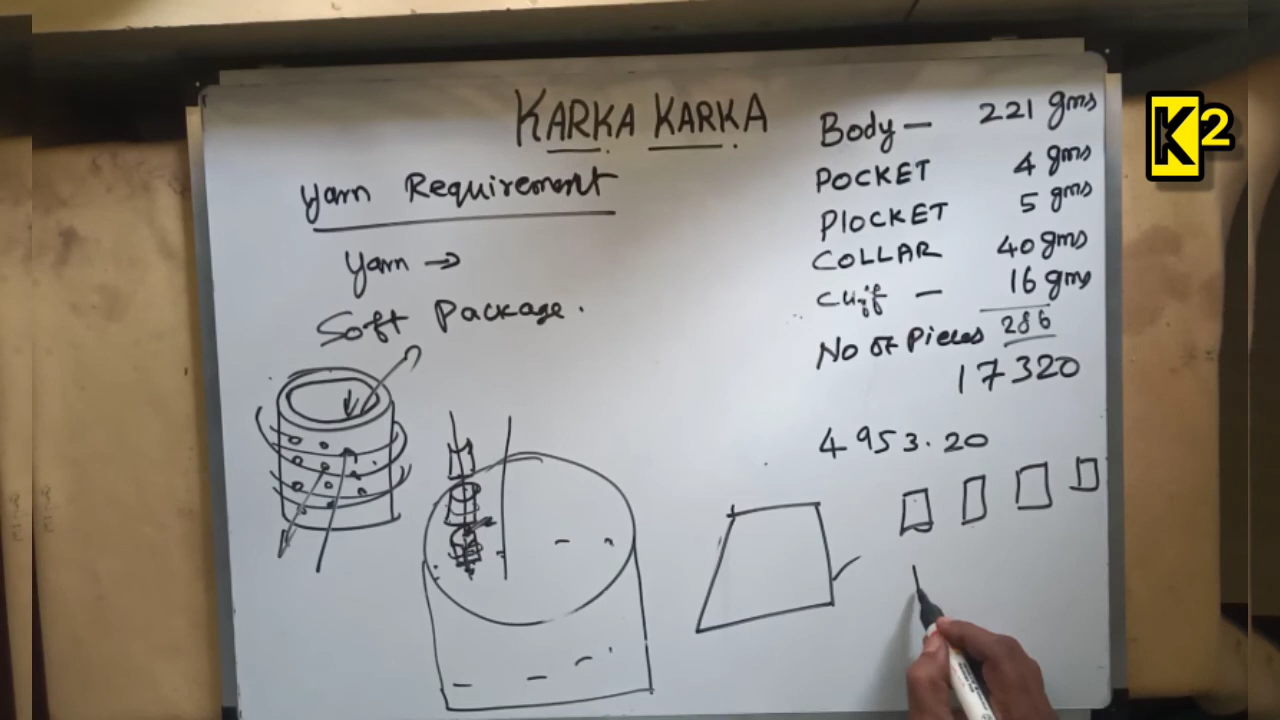 KARKA KARKA
Yarn Requirement
Yarn →
Soft Package.
Body — 221 gms
POCKET 4 gms
PlOCKET 5 gms
COLLAR 40 gms
Cuff — 16 gms
286
No of Pieces
17320
4953.20
K2